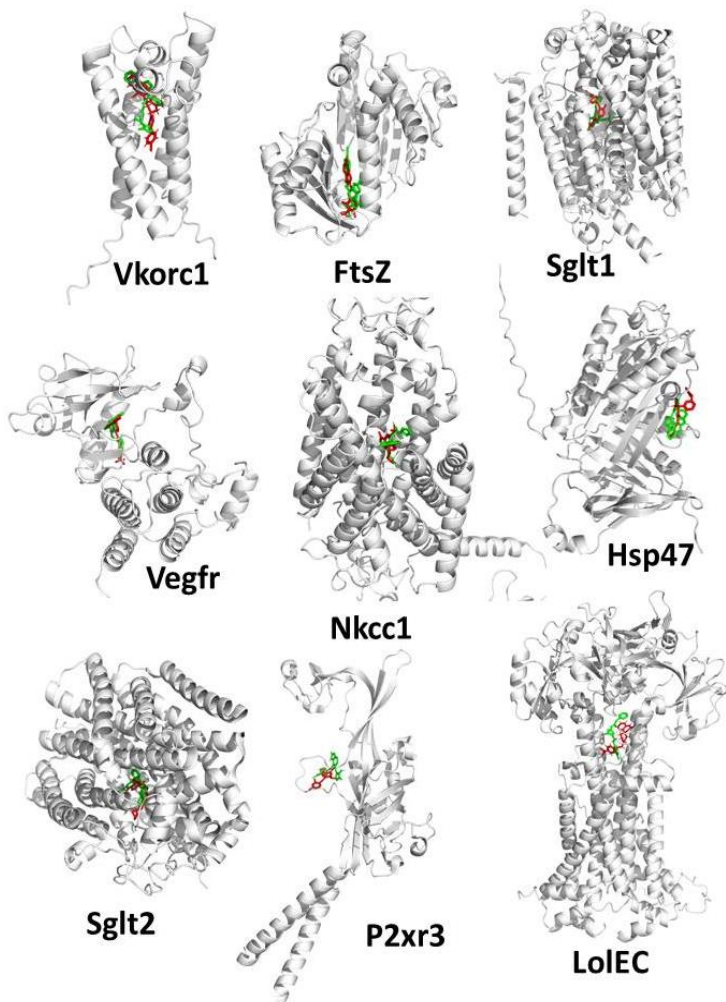 Vkorc1
FtsZ
Sglt1
Vegfr
Nkcc1
Hsp47
Sglt2
P2xr3
LolEC